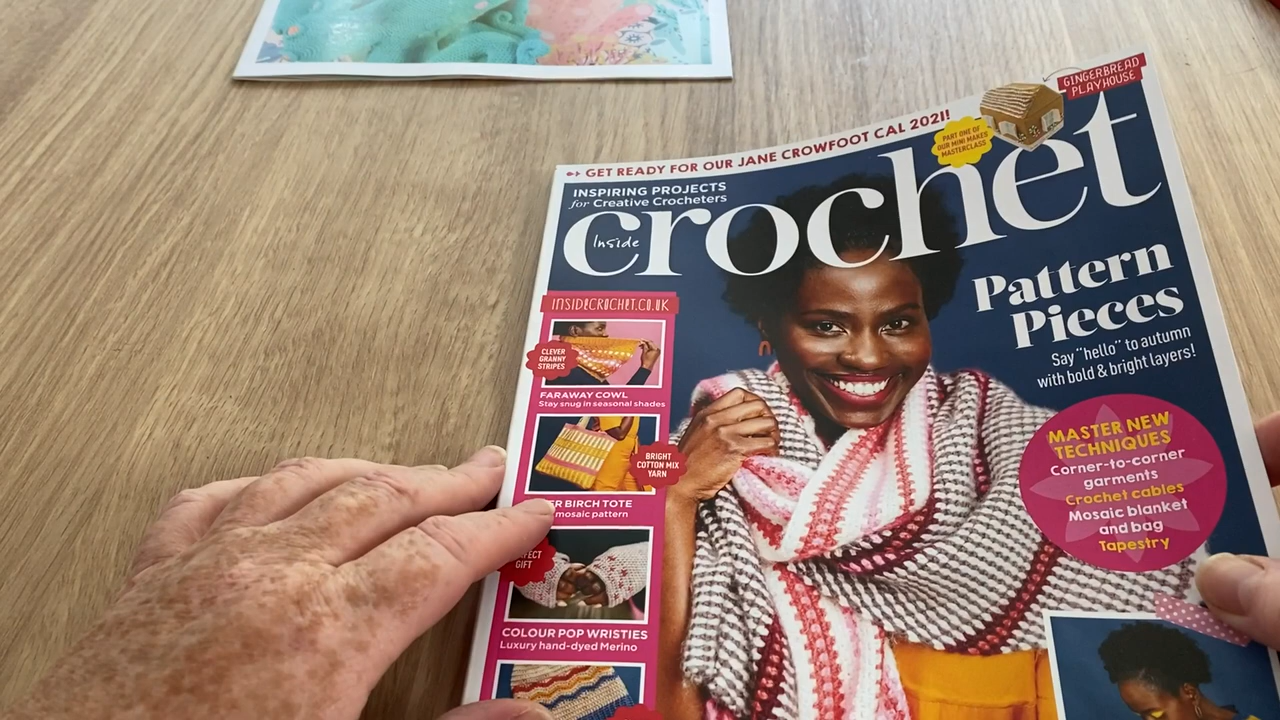 GINGERBREAD
PLAYHOUSE
GET READY FOR OUR JANE CROWFOOT CAL 2021!
PART ONE OF
OUR MINI MAKES
MASTERCLASS
INSPIRING PROJECTS
for Creative Crocheters
Inside
crochet
Pattern
Pieces
Say "hello" to autumn
with bold & bright layers!
INSIDECROCHET.CO.UK
CLEVER
GRANNY
STRIPES
FARAWAY COWL
Stay snug in seasonal shades
BRIGHT
COTTON MIX
YARN
BIRCH TOTE
mosaic pattern
GIFT
COLOUR POP WRISTIES
Luxury hand-dyed Merino
MASTER NEW
TECHNIQUES
Corner-to-corner
garments
Crochet cables
Mosaic blanket
and bag
Tapestry